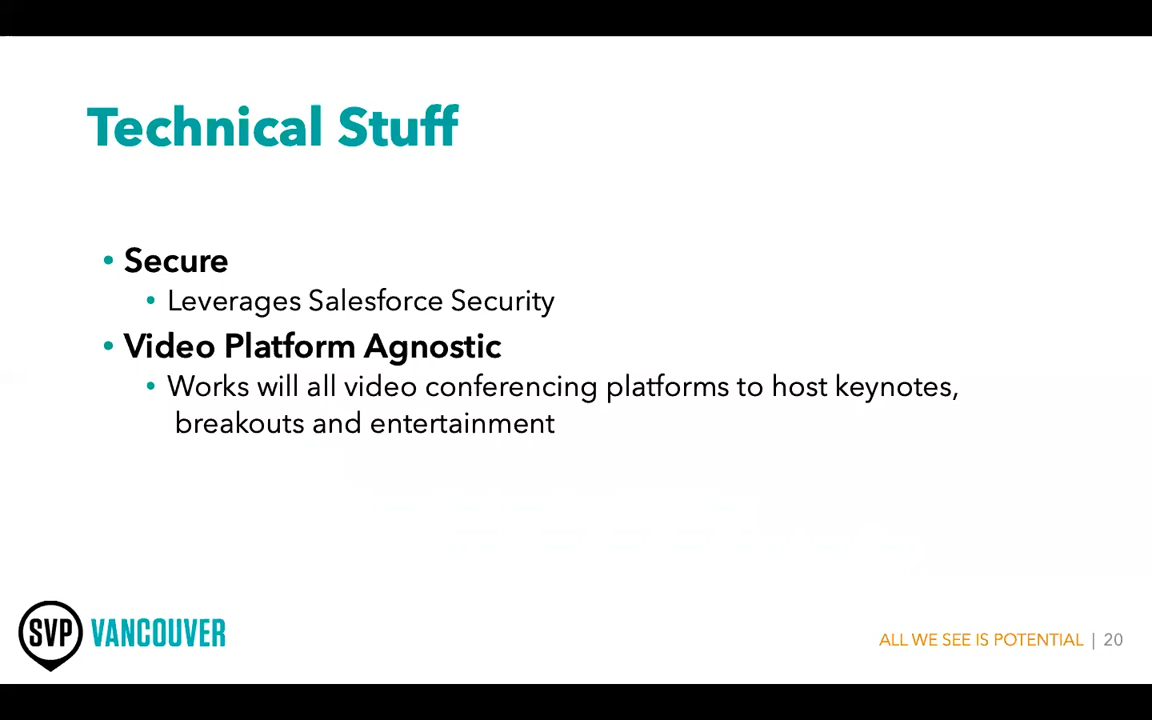 Technical Stuff
• Secure
• Leverages Salesforce Security
• Video Platform Agnostic
• Works will all video conferencing platforms to host keynotes,
breakouts and entertainment
SVP VANCOUVER
ALL WE SEE IS POTENTIAL | 20